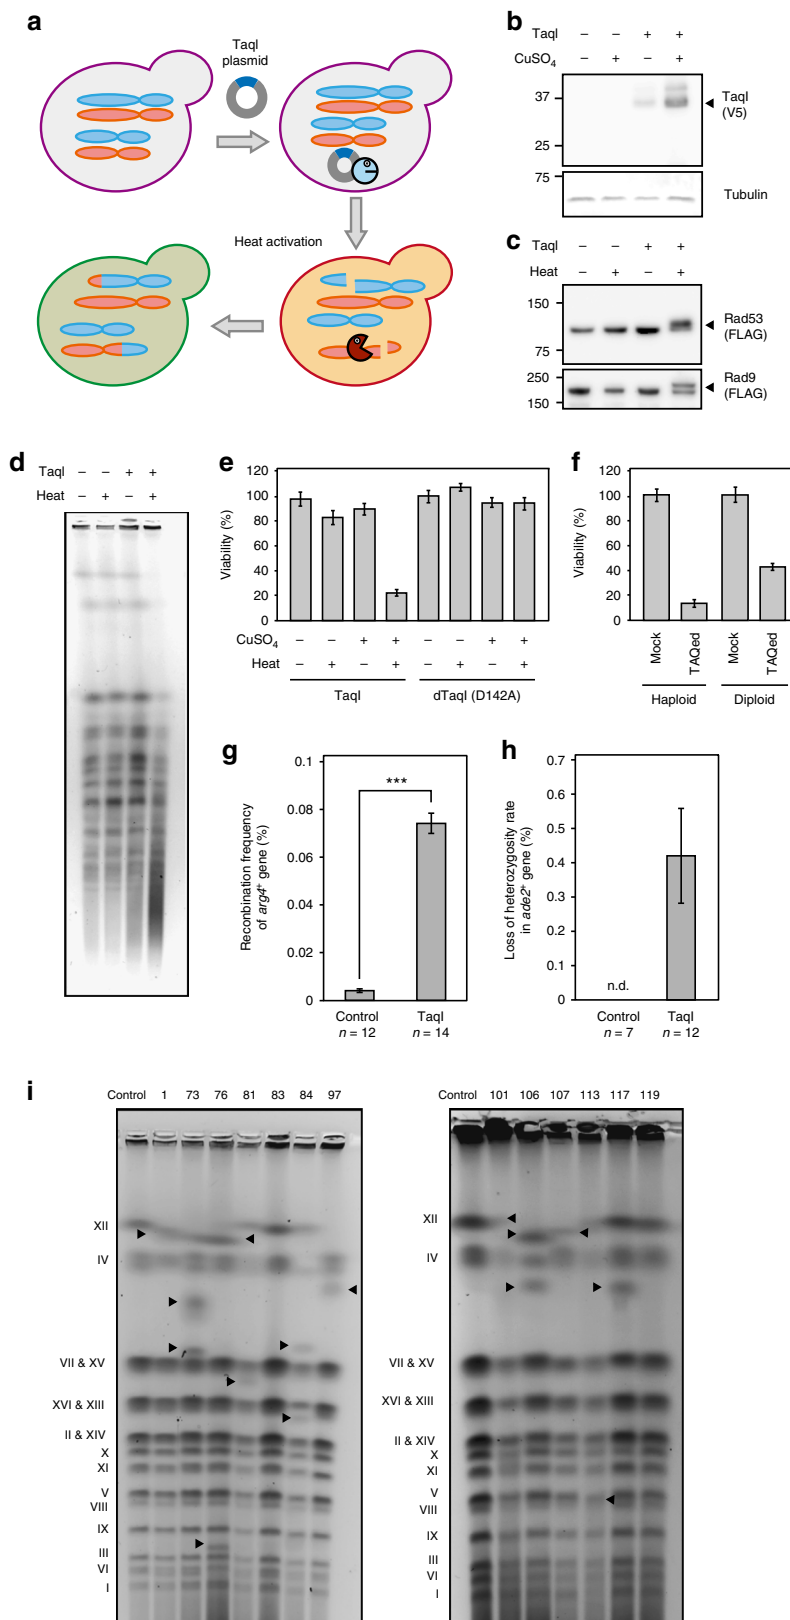 a
TaqI
plasmid
Heat activation
b
TaqI – – + +
CuSO4 – + – +
37
25
TaqI
(V5)
75
Tubulin
c
TaqI – – + +
Heat – + – +
150
75
Rad53
(FLAG)
250
150
Rad9
(FLAG)
d
TaqI – – + +
Heat – + – +
e
Viability (%)
120
100
80
60
40
20
0
CuSO4 – – + + – – + +
Heat – + – + – + – +
TaqI
dTaqI (D142A)
f
Viability (%)
120
100
80
60
40
20
0
Mock
TAQed
Mock
TAQed
Haploid
Diploid
g
Recombination frequency
of arg4+ gene (%)
0.1
0.08
0.06
0.04
0.02
0
***
Control
n = 12
TaqI
n = 14
h
Loss of heterozygosity rate
in ade2+ gene (%)
0.7
0.6
0.5
0.4
0.3
0.2
0.1
0
n.d.
Control
n = 7
TaqI
n = 12
i
Control 1 73 76 81 83 84 97
XII
IV
VII & XV
XVI & XIII
II & XIV
X
XI
V
VIII
IX
III
VI
I
Control 101 106 107 113 117 119
XII
IV
VII & XV
XVI & XIII
II & XIV
X
XI
V
VIII
IX
III
VI
I